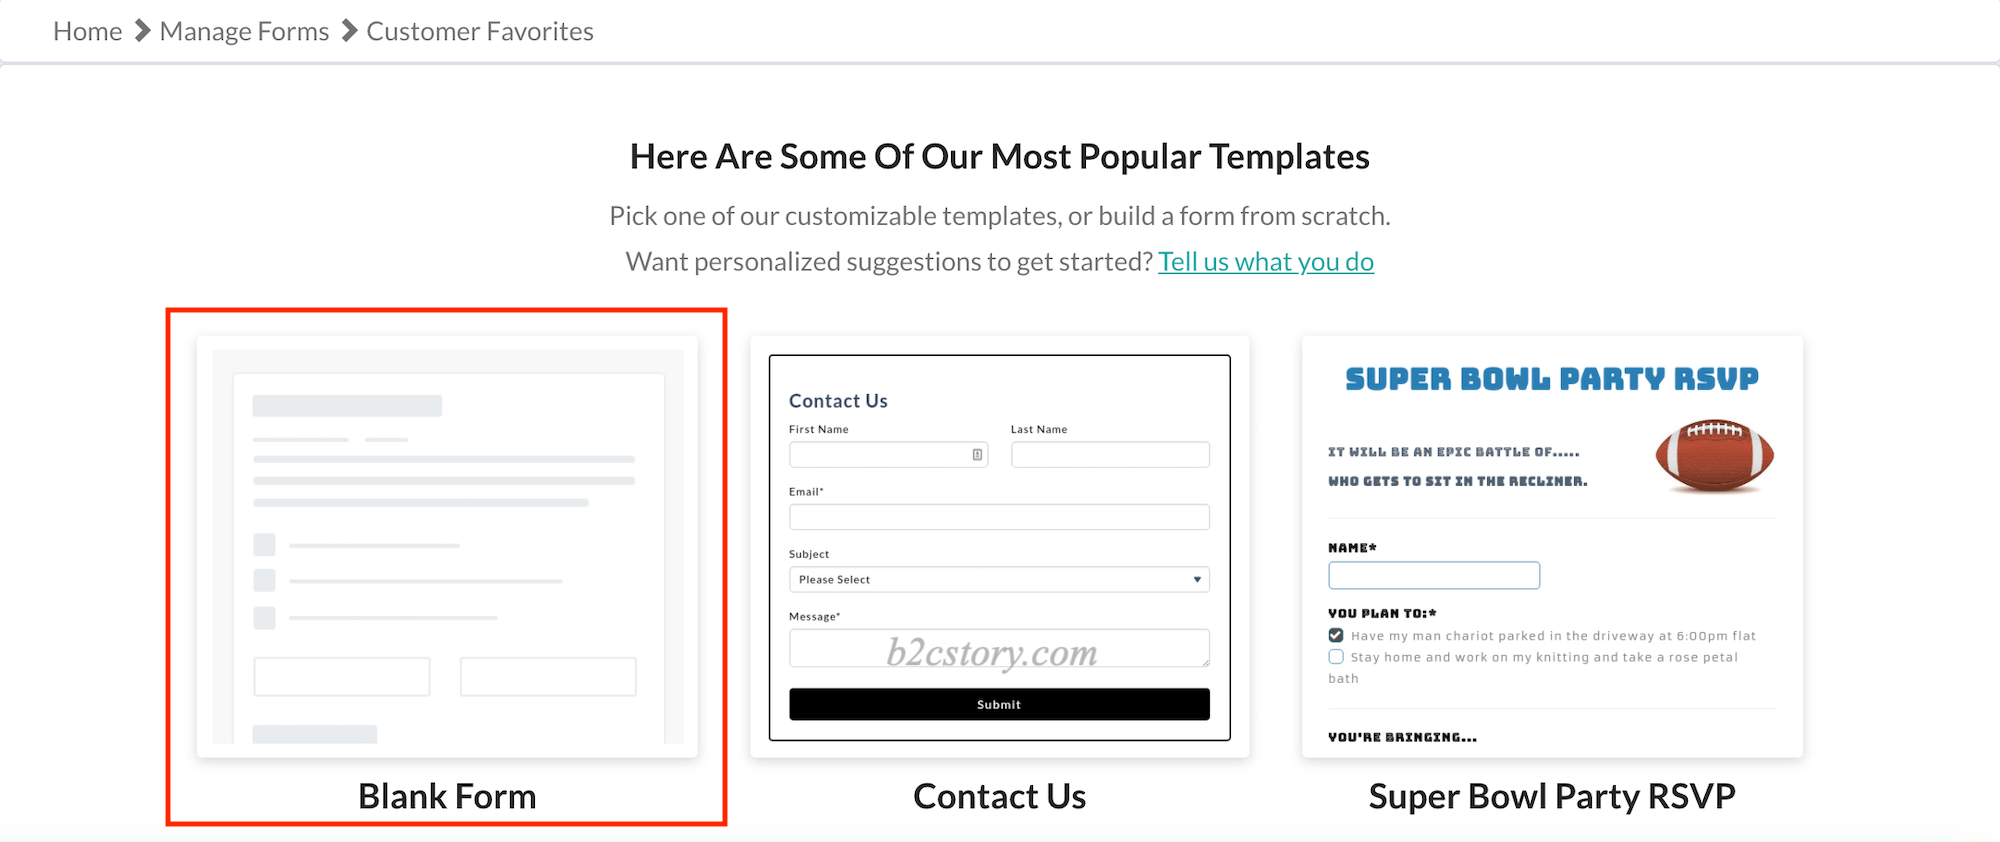 Home > Manage Forms > Customer Favorites
Here Are Some Of Our Most Popular Templates
Pick one of our customizable templates, or build a form from scratch.
Want personalized suggestions to get started? Tell us what you do
Contact Us
First Name Last Name
Email*
Subject
Please Select
Message*
b2cstory.com
Submit
SUPER BOWL PARTY RSVP
IT WILL BE AN EPIC BATTLE OF.....
WHO GETS TO SIT IN THE RECLINER.
NAME*
YOU PLAN TO:*
Have my man chariot parked in the driveway at 6:00pm flat
Stay home and work on my knitting and take a rose petal
bath
YOU'RE BRINGING...
Blank Form
Contact Us
Super Bowl Party RSVP